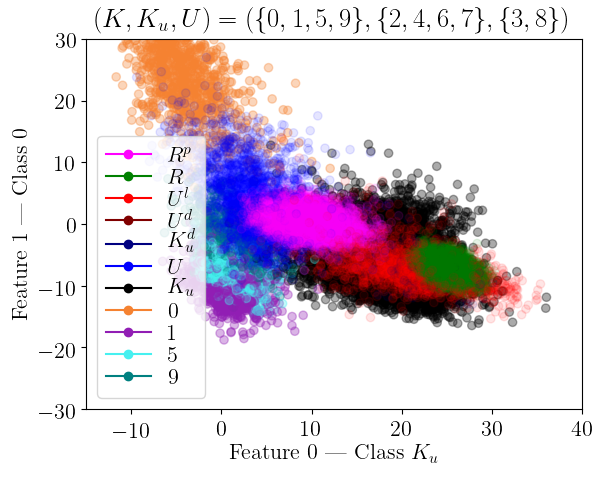 (K, K_u, U) = ({0, 1, 5, 9}, {2, 4, 6, 7}, {3, 8})
30
20
10
0
−10
−20
−30
Feature 1 — Class 0
R^p
R
U^l
U^d
K_u^d
U
K_u
0
1
5
9
−10 0 10 20 30 40
Feature 0 — Class K_u